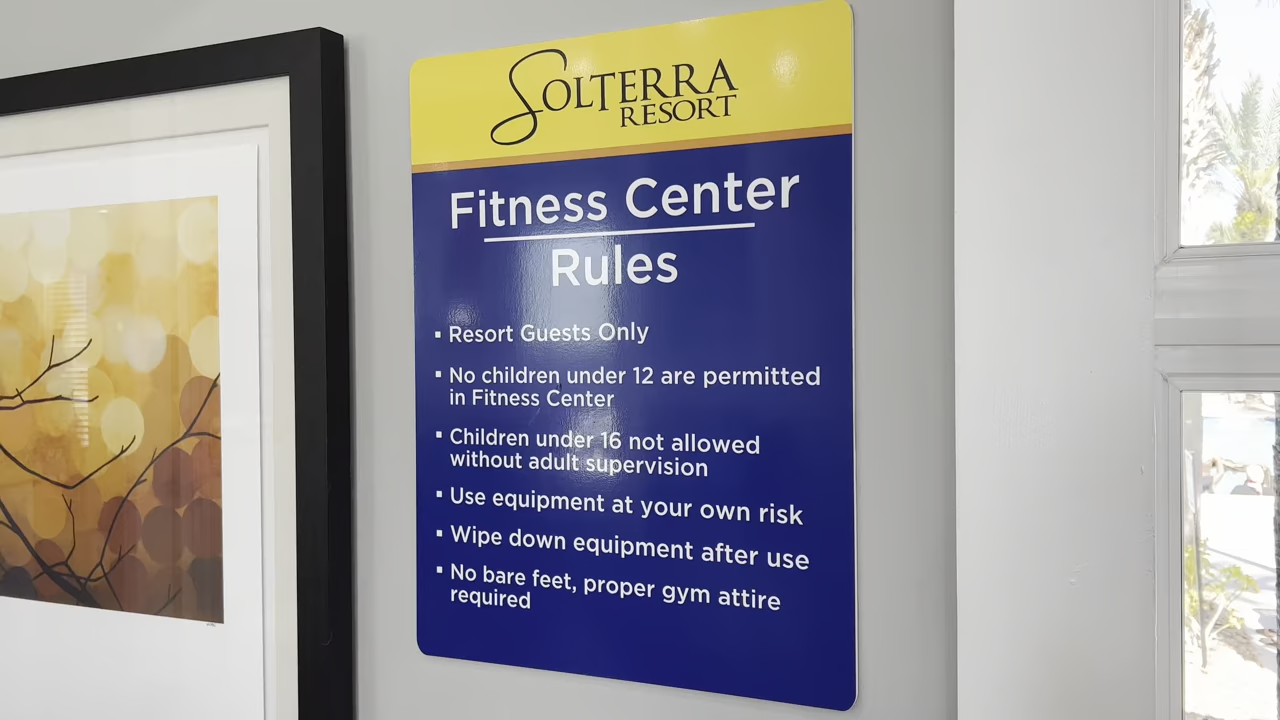 SOLTERRA
RESORT
Fitness Center
Rules
▪ Resort Guests Only
▪ No children under 12 are permitted
in Fitness Center
▪ Children under 16 not allowed
without adult supervision
▪ Use equipment at your own risk
▪ Wipe down equipment after use
▪ No bare feet, proper gym attire
required